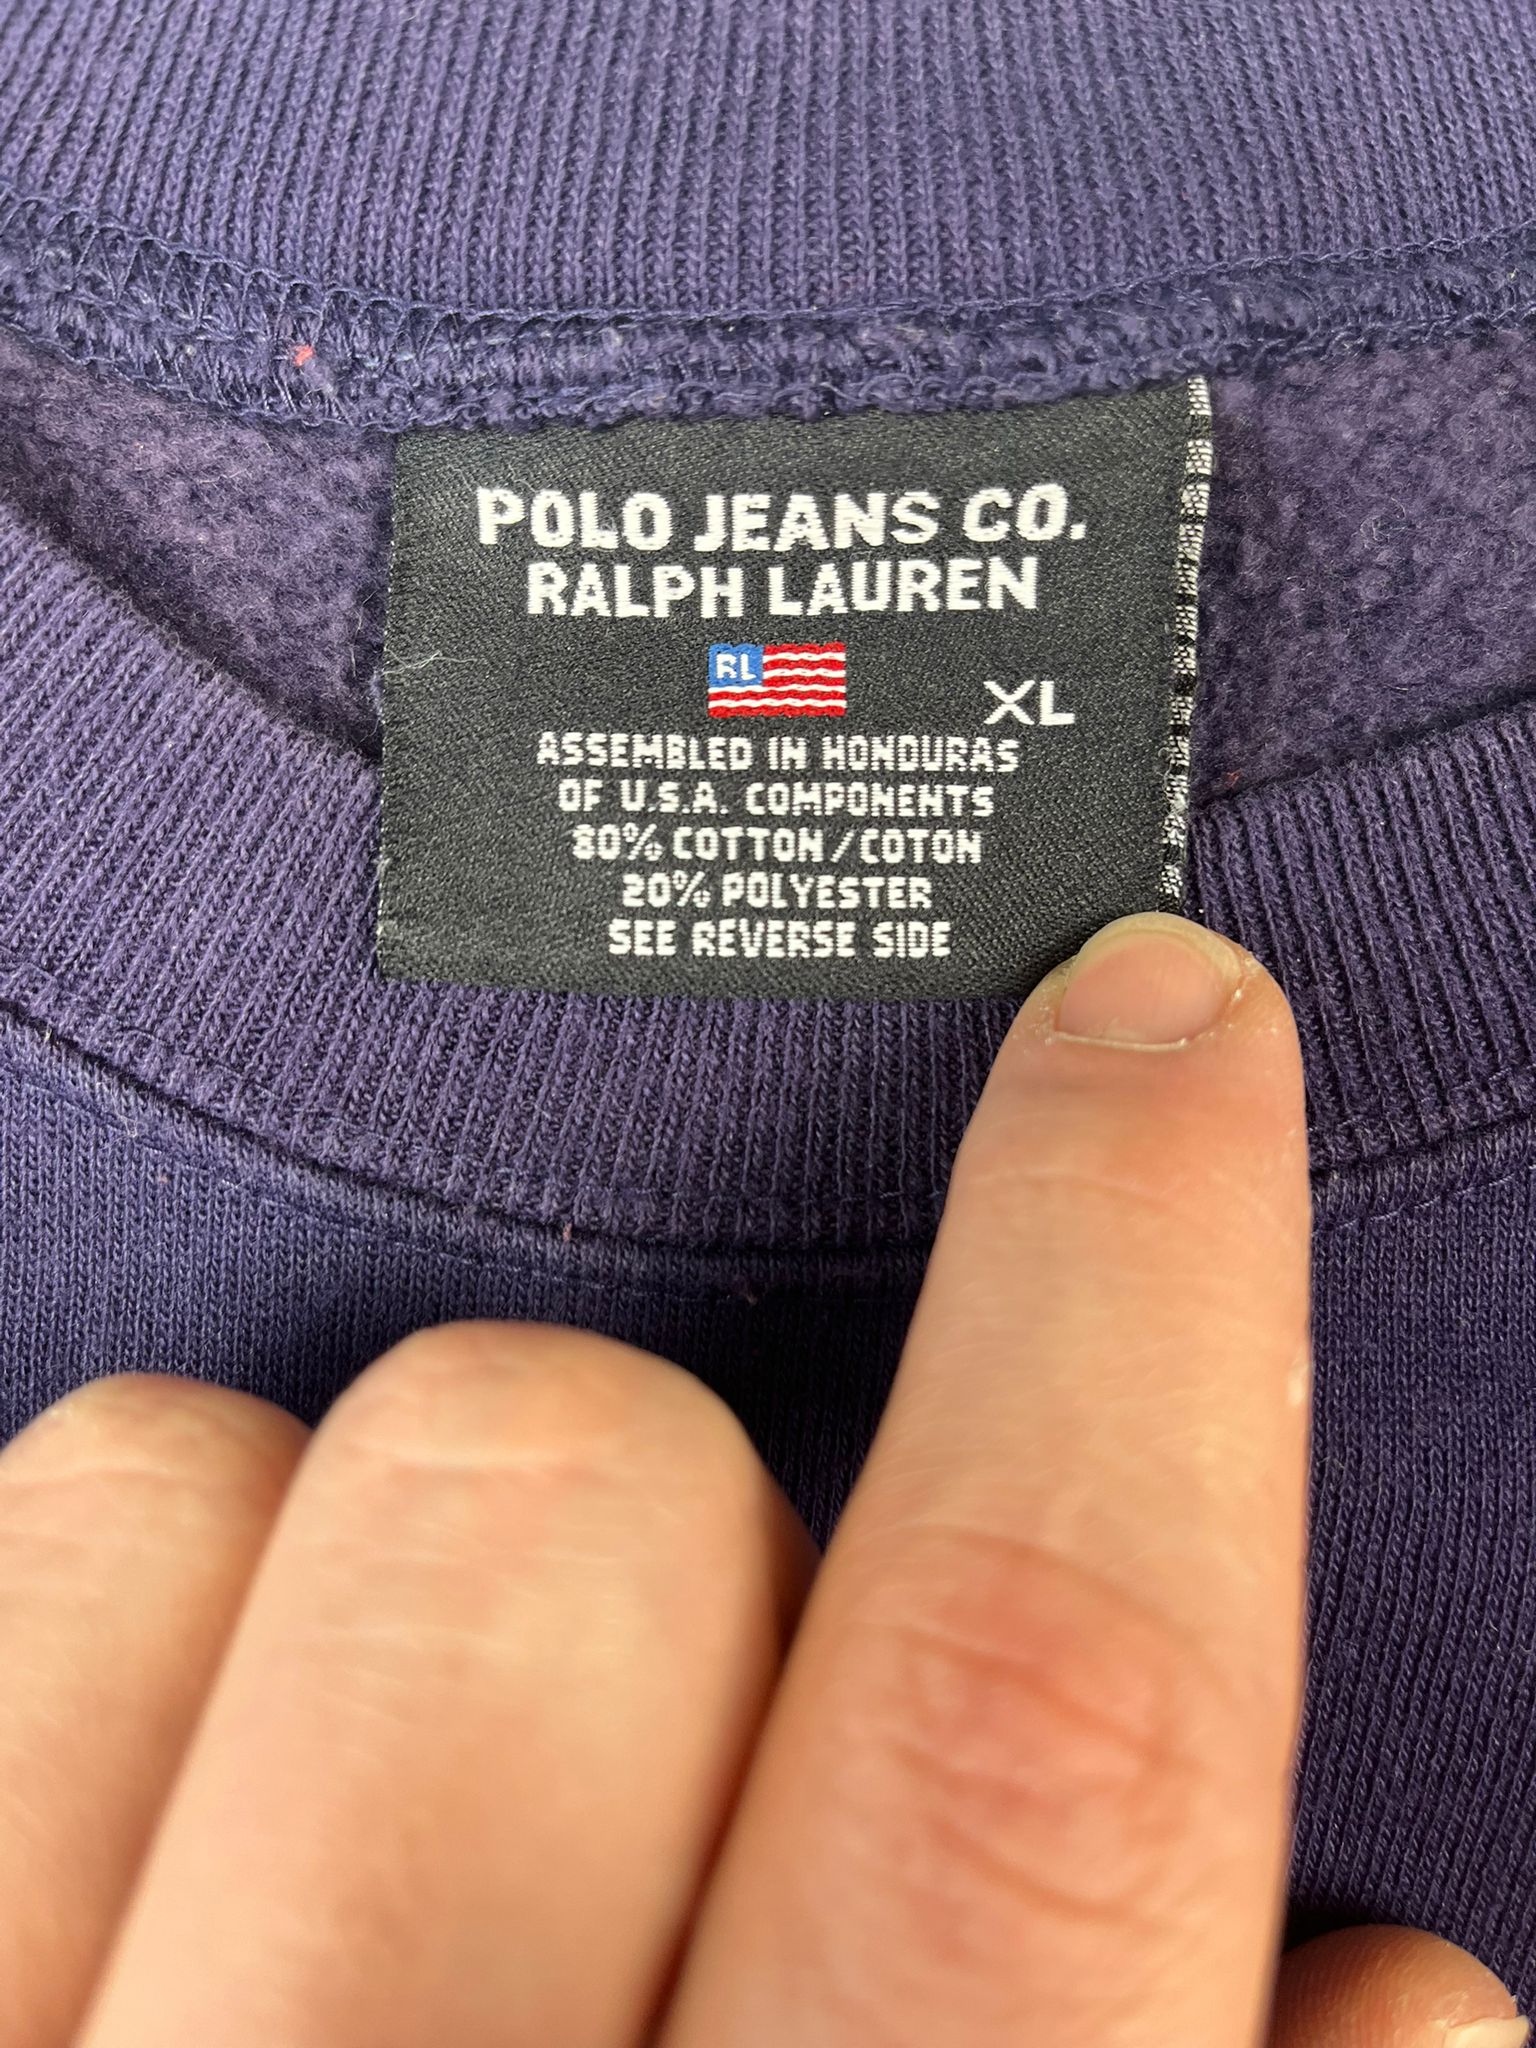 POLO JEANS CO.
RALPH LAUREN
RL
XL
ASSEMBLED IN HONDURAS
OF U.S.A. COMPONENTS
80% COTTON/COTON
20% POLYESTER
SEE REVERSE SIDE